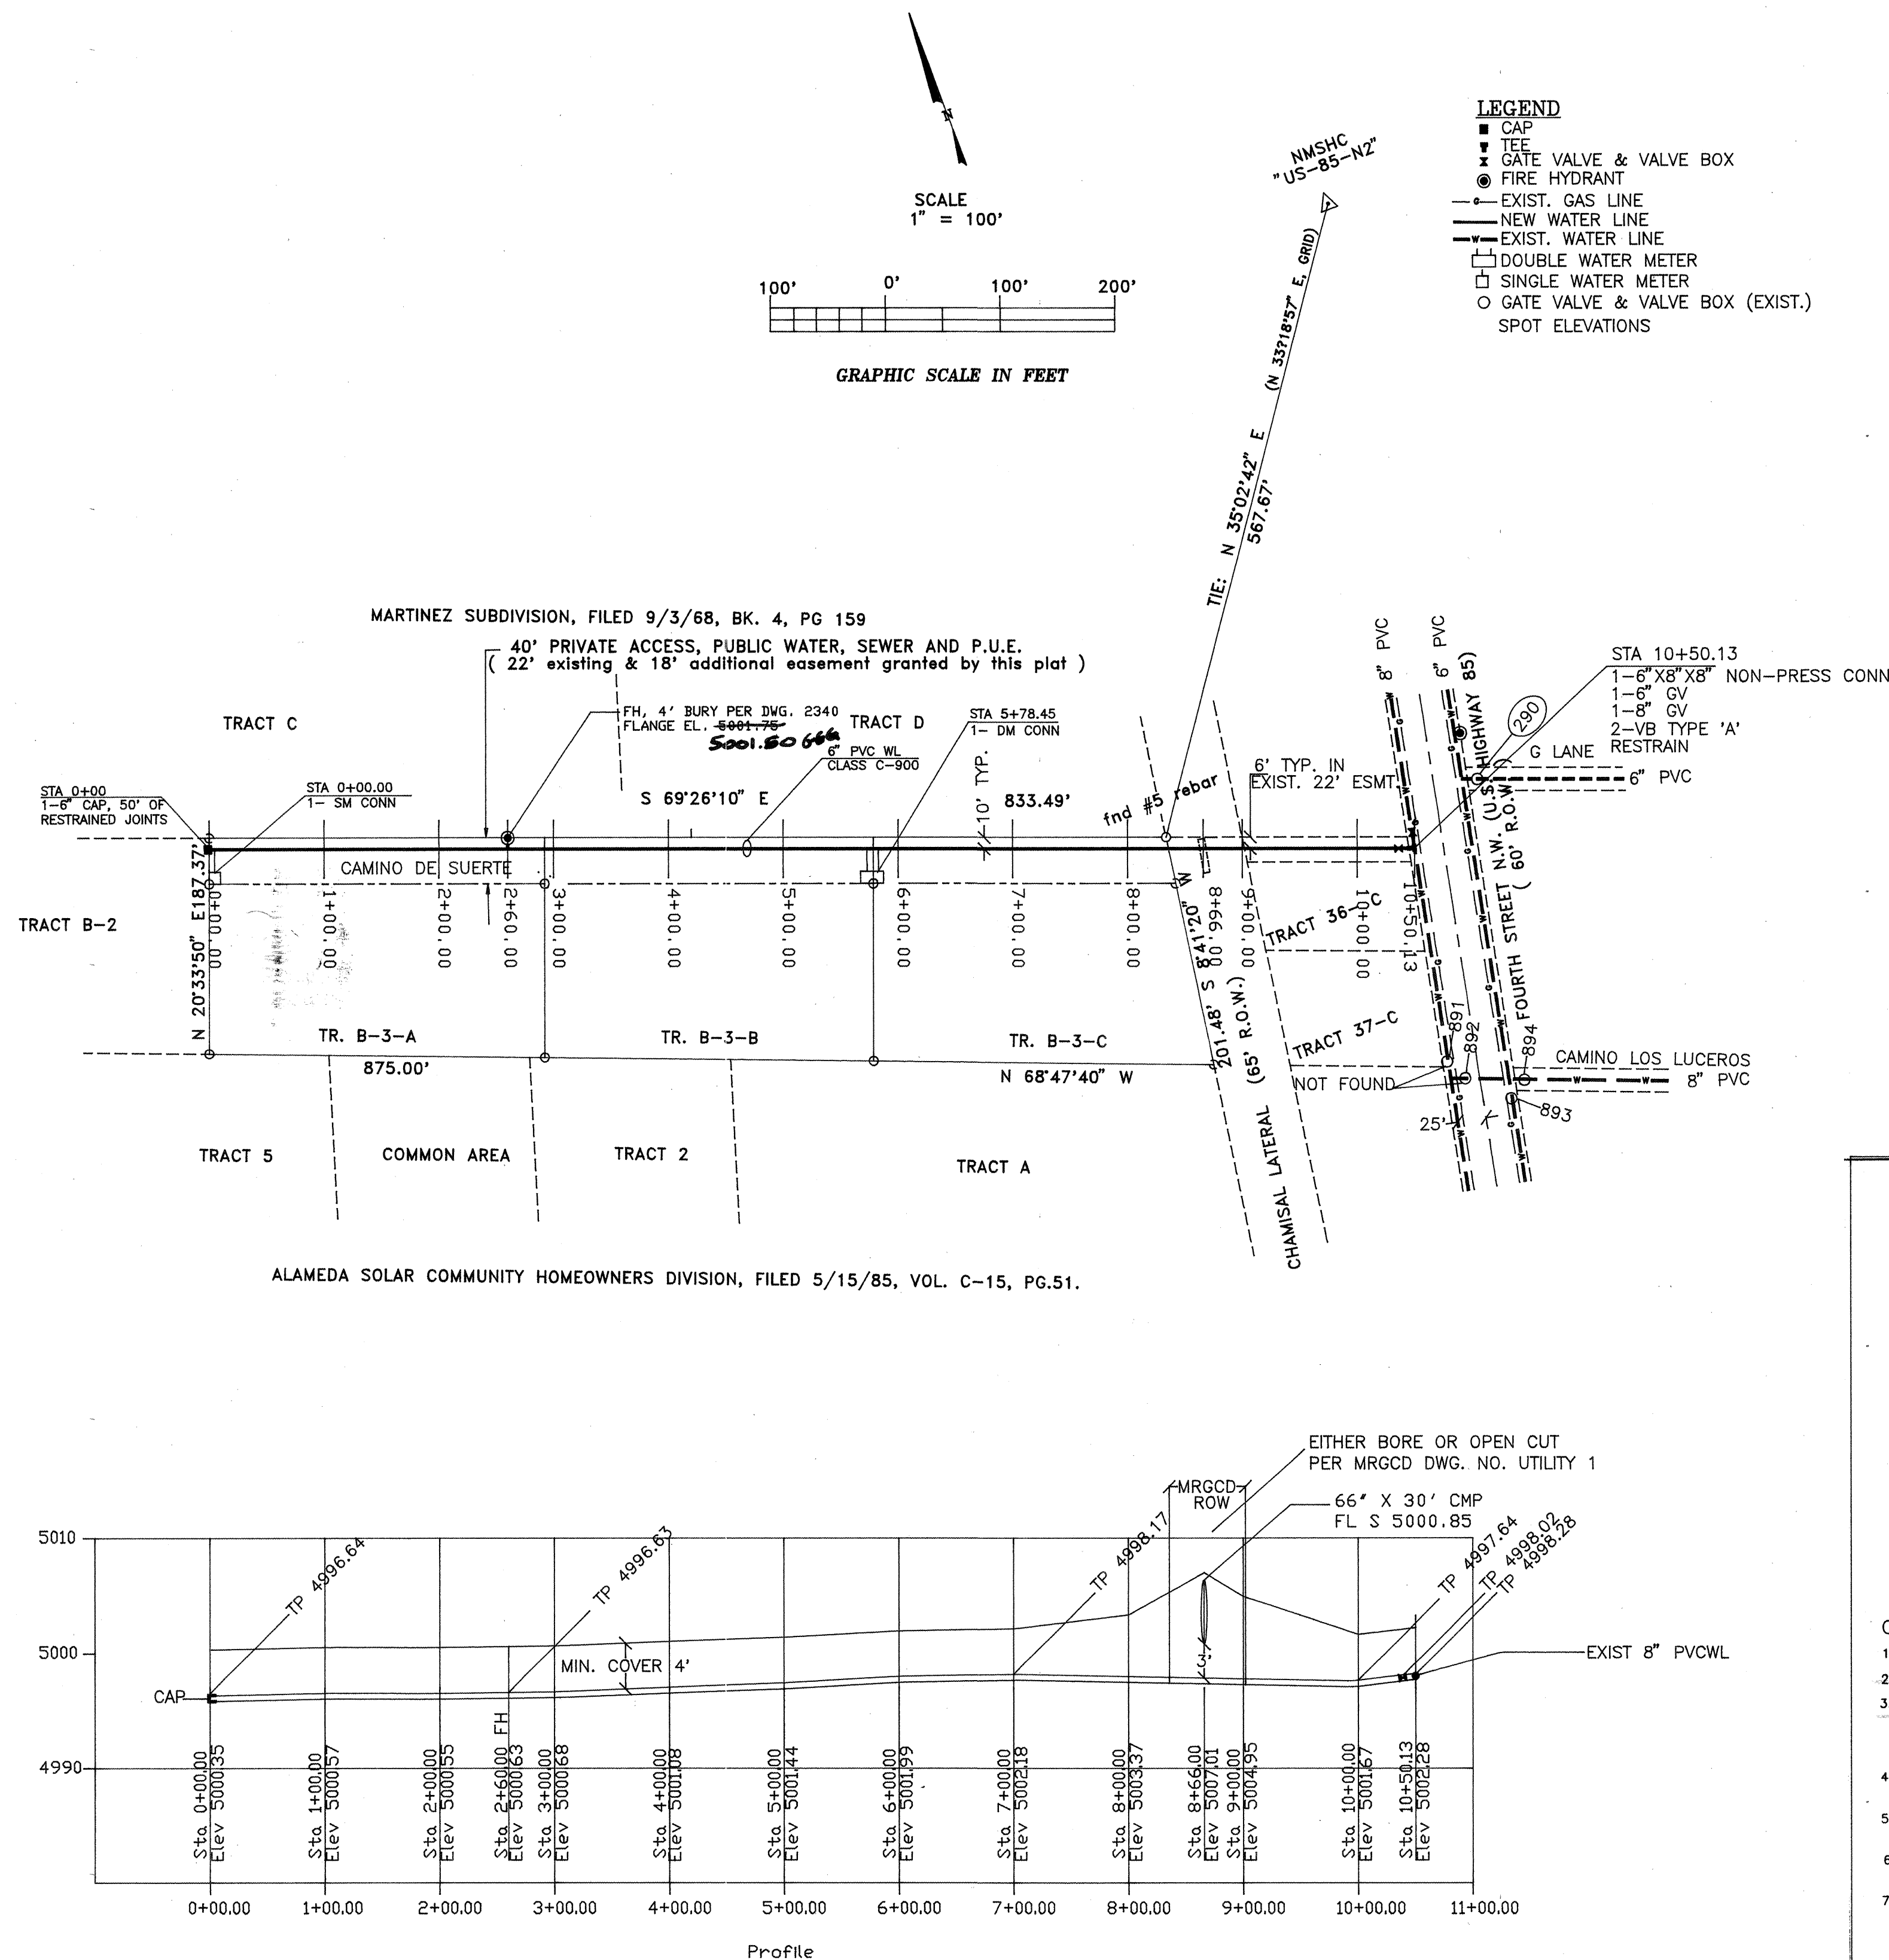 N
SCALE
1" = 100'
100' 0' 100' 200'
GRAPHIC SCALE IN FEET
LEGEND
CAP
TEE
GATE VALVE & VALVE BOX
FIRE HYDRANT
G EXIST. GAS LINE
NEW WATER LINE
W EXIST. WATER LINE
DOUBLE WATER METER
SINGLE WATER METER
GATE VALVE & VALVE BOX (EXIST.)
SPOT ELEVATIONS
NMSHC
"US-85-N2"
(N 33?18'57" E, GRID)
TIE: N 35°02'42" E
567.67'
MARTINEZ SUBDIVISION, FILED 9/3/68, BK. 4, PG 159
40' PRIVATE ACCESS, PUBLIC WATER, SEWER AND P.U.E.
( 22' existing & 18' additional easement granted by this plat )
TRACT C
FH, 4' BURY PER DWG. 2340
FLANGE EL. 5001.75
5001.50
TRACT D
6" PVC WL
CLASS C-900
STA 5+78.45
1- DM CONN
STA 0+00
1-6" CAP, 50' OF
RESTRAINED JOINTS
STA 0+00.00
1- SM CONN
S 69°26'10" E
833.49'
10' TYP.
fnd #5 rebar
6' TYP. IN
EXIST. 22' ESMT.
8" PVC
6" PVC
STA 10+50.13
1-6"X8"X8" NON-PRESS CONN
1-6" GV
1-8" GV
2-VB TYPE 'A'
RESTRAIN
290
G LANE
6" PVC
FOURTH STREET N.W. (U.S. HIGHWAY 85)
( 60' R.O.W.)
CAMINO DE SUERTE
TRACT B-2
N 20°33'50" E187.37'
0+00.00
1+00.00
2+00.00
2+60.00
3+00.00
4+00.00
5+00.00
6+00.00
7+00.00
8+00.00
8+66.00
9+00.00
10+00.00
10+50.13
201.48' S 8°41'20" W
TRACT 36-C
TRACT 37-C
CHAMISAL LATERAL (65' R.O.W.)
TR. B-3-A
TR. B-3-B
TR. B-3-C
875.00'
N 68°47'40" W
NOT FOUND
891
892
894
893
CAMINO LOS LUCEROS
8" PVC
25'
TRACT 5
COMMON AREA
TRACT 2
TRACT A
ALAMEDA SOLAR COMMUNITY HOMEOWNERS DIVISION, FILED 5/15/85, VOL. C-15, PG.51.
EITHER BORE OR OPEN CUT
PER MRGCD DWG. NO. UTILITY 1
MRGCD
ROW
66" X 30' CMP
FL S 5000.85
5010
5000
4990
TP 4996.64
TP 4996.63
TP 4998.17
TP 4997.64
TP 4998.02
TP 4998.28
MIN. COVER 4'
CAP
EXIST 8" PVCWL
FH
Sta 0+00.00
Elev 5000.35
Sta 1+00.00
Elev 5000.57
Sta 2+00.00
Elev 5000.55
Sta 2+60.00
Elev 5000.63
Sta 3+00.00
Elev 5000.68
Sta 4+00.00
Elev 5001.08
Sta 5+00.00
Elev 5001.44
Sta 6+00.00
Elev 5001.99
Sta 7+00.00
Elev 5002.18
Sta 8+00.00
Elev 5003.37
Sta 8+66.00
Elev 5007.01
Sta 9+00.00
Elev 5004.95
Sta 10+00.00
Elev 5001.67
Sta 10+50.13
Elev 5002.28
0+00.00 1+00.00 2+00.00 3+00.00 4+00.00 5+00.00 6+00.00 7+00.00 8+00.00 9+00.00 10+00.00 11+00.00
Profile
1
2
3
4
5
6
7